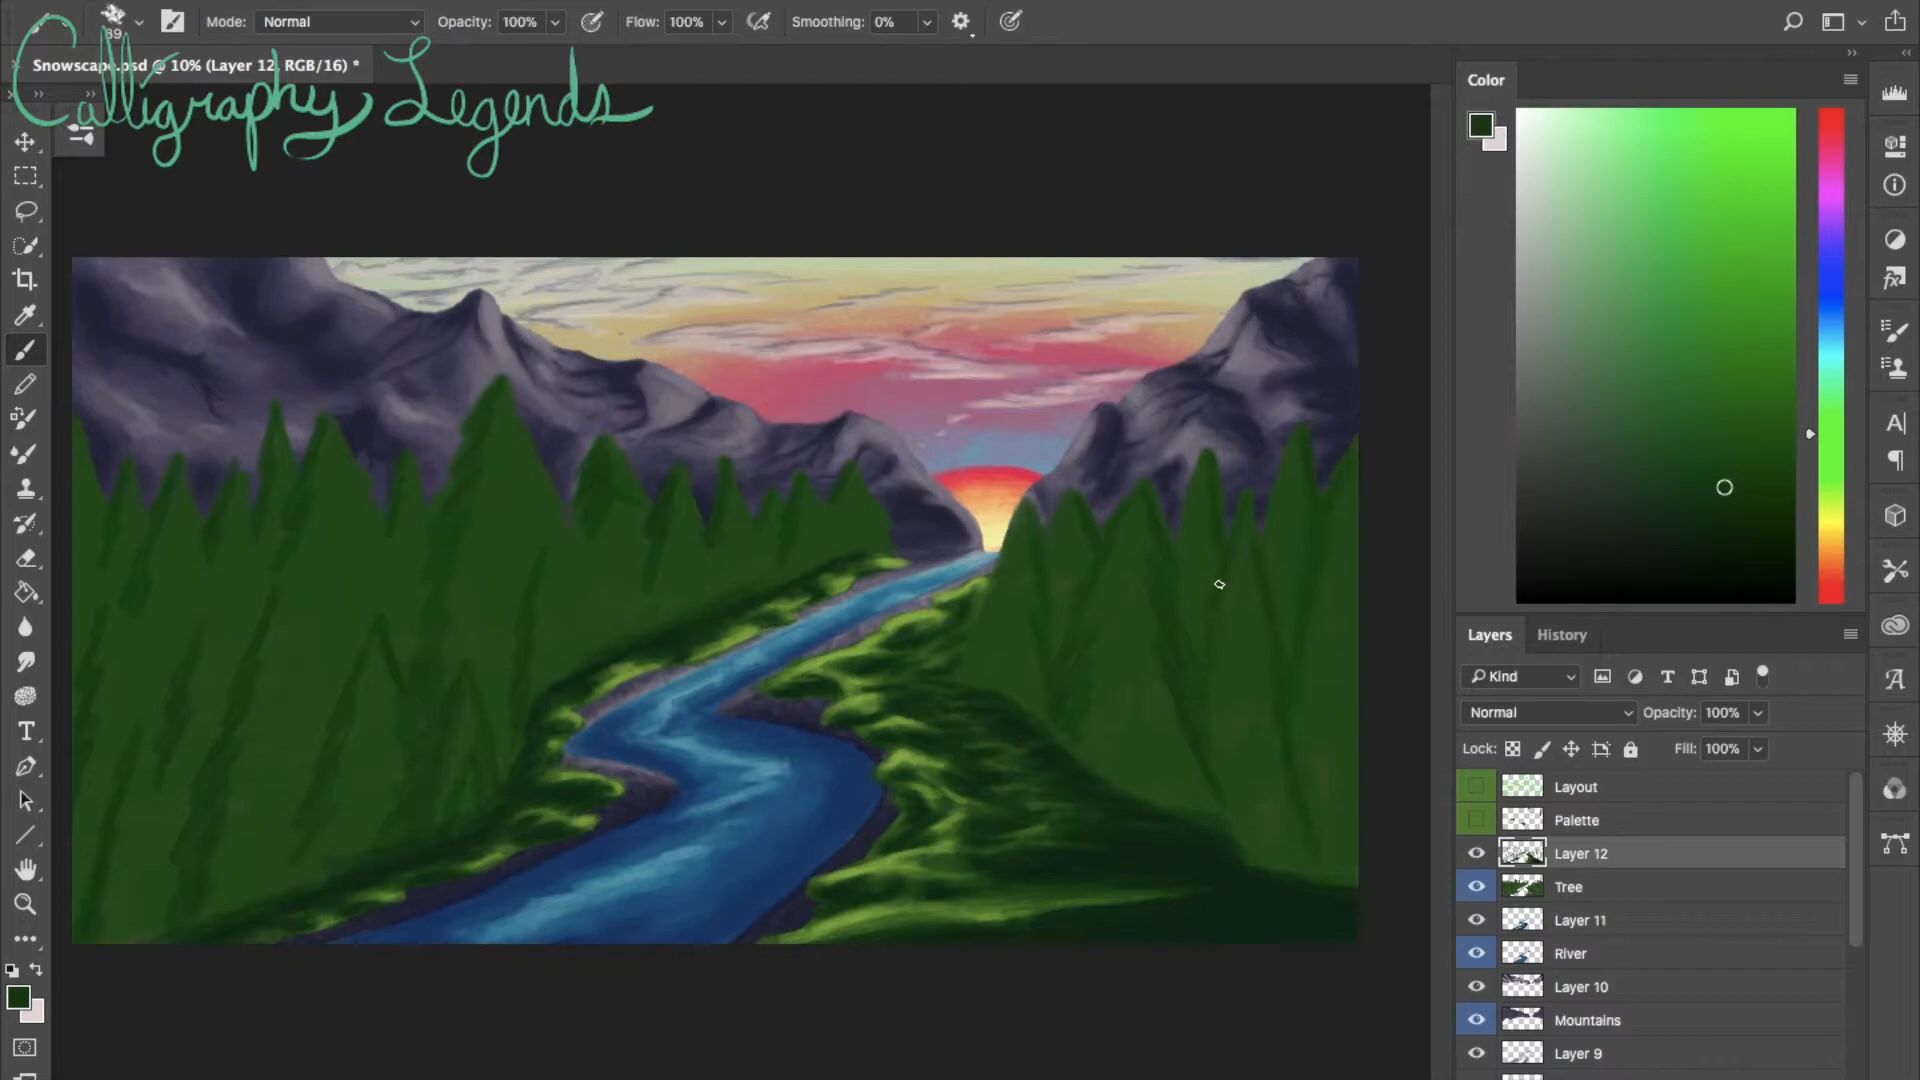 39
Mode: Normal
Opacity: 100%
Flow: 100%
Smoothing: 0%
Calligraphy Legends
Snowscape.psd @ 10% (Layer 12, RGB/16) *
Color
Layers
History
Kind
Normal
Opacity: 100%
Lock:
Fill: 100%
Layout
Palette
Layer 12
Tree
Layer 11
River
Layer 10
Mountains
Layer 9